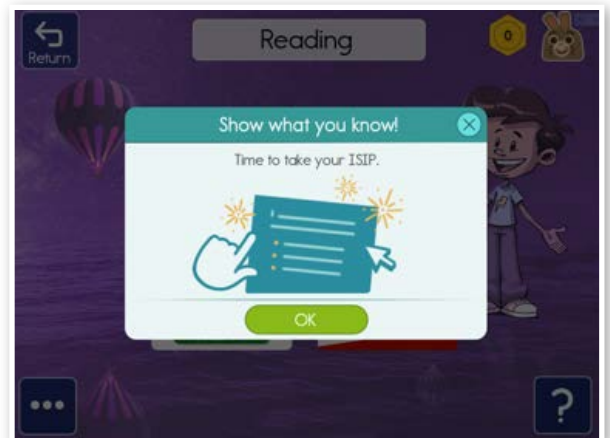 Return
Reading
0
Show what you know!
Time to take your ISIP.
OK
?